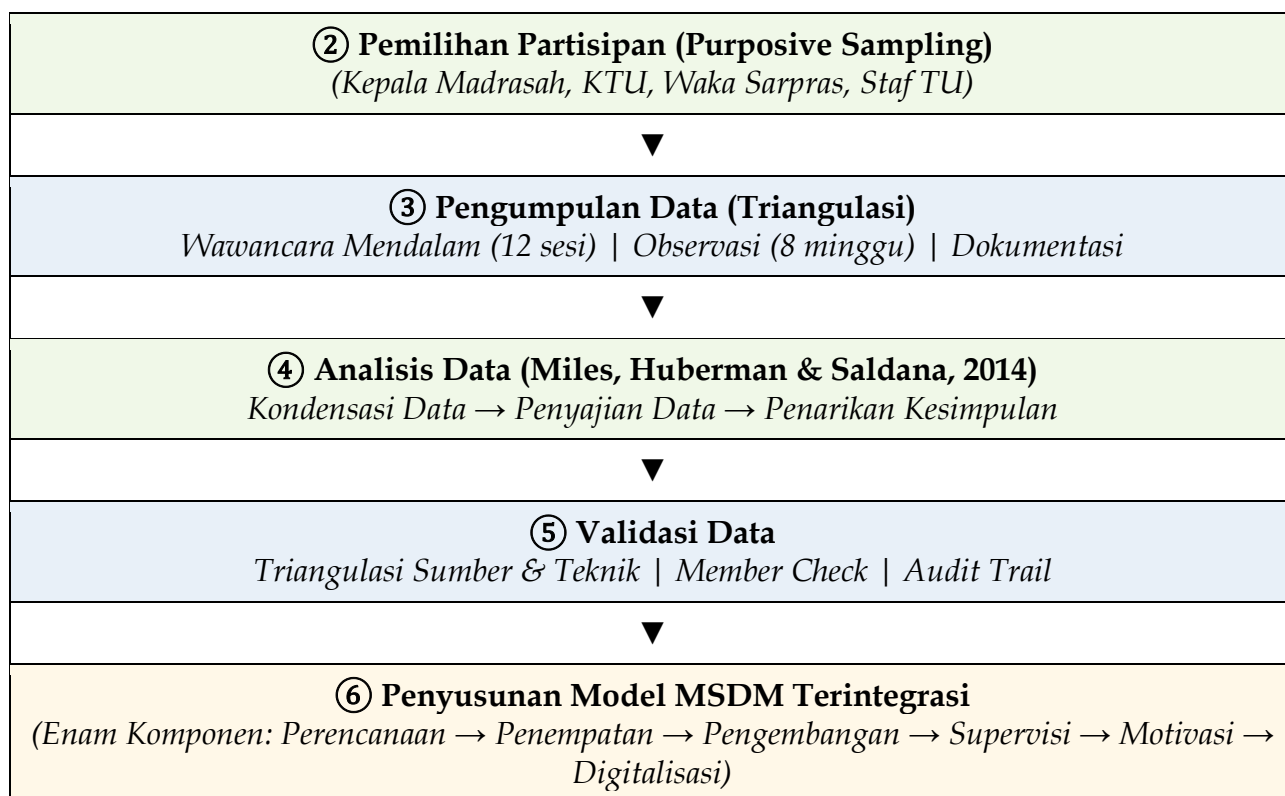 ② Pemilihan Partisipan (Purposive Sampling)
(Kepala Madrasah, KTU, Waka Sarpras, Staf TU)
▼
③ Pengumpulan Data (Triangulasi)
Wawancara Mendalam (12 sesi) | Observasi (8 minggu) | Dokumentasi
▼
④ Analisis Data (Miles, Huberman & Saldana, 2014)
Kondensasi Data → Penyajian Data → Penarikan Kesimpulan
▼
⑤ Validasi Data
Triangulasi Sumber & Teknik | Member Check | Audit Trail
▼
⑥ Penyusunan Model MSDM Terintegrasi
(Enam Komponen: Perencanaan → Penempatan → Pengembangan → Supervisi → Motivasi →
Digitalisasi)